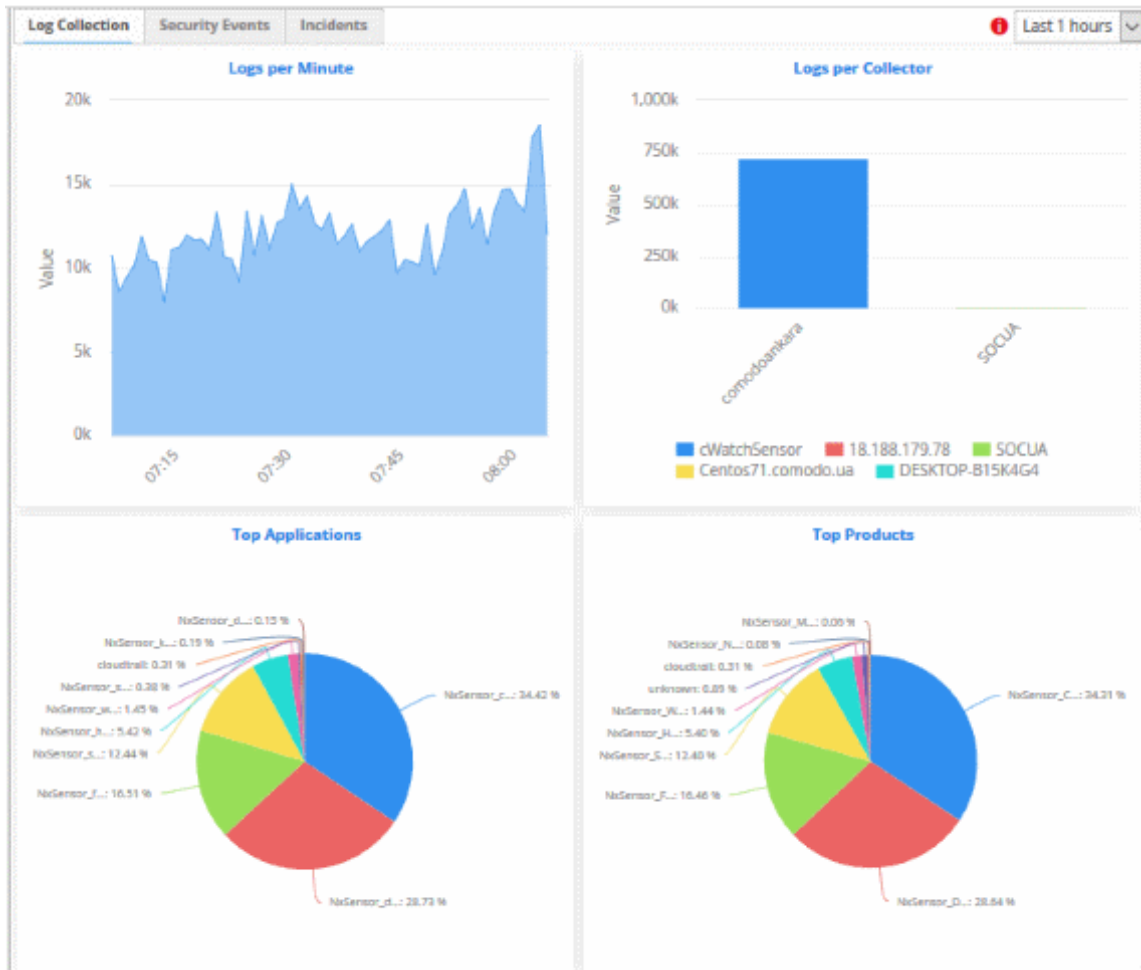 Log Collection Security Events Incidents Last 1 hours
Logs per Minute
20k
15k
10k
5k
0k
Value
07:15 07:30 07:45 08:00
Logs per Collector
1,000k
750k
500k
250k
0k
Value
comodoankara SOCUA
cWatchSensor 18.188.179.78 SOCUA
Centos71.comodo.ua DESKTOP-B15K4G4
Top Applications
NxSensor_d...: 0.15 %
NxSensor_k...: 0.19 %
cloudtrail: 0.31 %
NxSensor_s...: 0.38 %
NxSensor_w...: 1.45 %
NxSensor_h...: 5.42 %
NxSensor_s...: 12.44 %
NxSensor_f...: 16.51 %
NxSensor_c...: 34.42 %
NxSensor_d...: 28.73 %
Top Products
NxSensor_M...: 0.06 %
NxSensor_N...: 0.08 %
cloudtrail: 0.31 %
unknown: 0.89 %
NxSensor_W...: 1.44 %
NxSensor_H...: 5.40 %
NxSensor_S...: 12.40 %
NxSensor_F...: 16.46 %
NxSensor_C...: 34.31 %
NxSensor_D...: 28.64 %